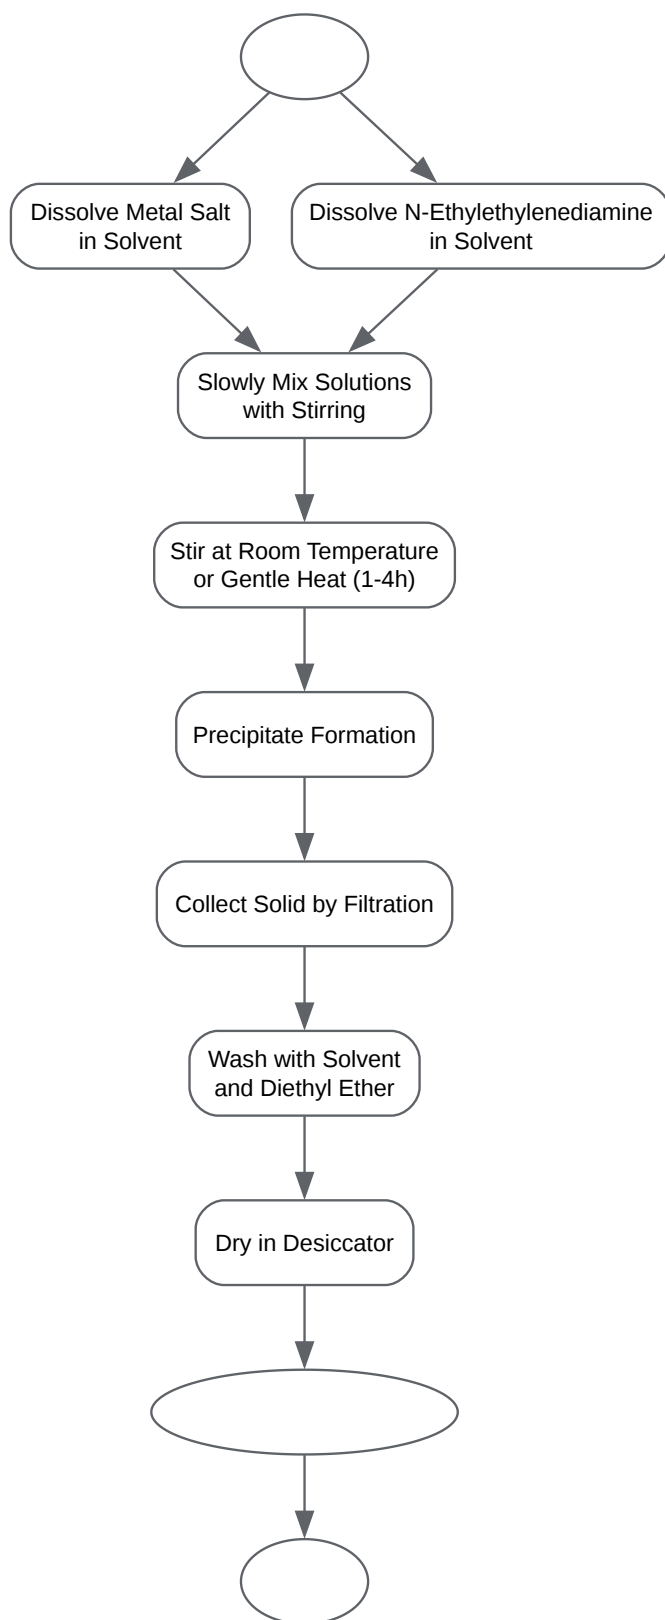 Dissolve Metal Salt
in Solvent
Dissolve N-Ethylethylenediamine
in Solvent
Slowly Mix Solutions
with Stirring
Stir at Room Temperature
or Gentle Heat (1-4h)
Precipitate Formation
Collect Solid by Filtration
Wash with Solvent
and Diethyl Ether
Dry in Desiccator